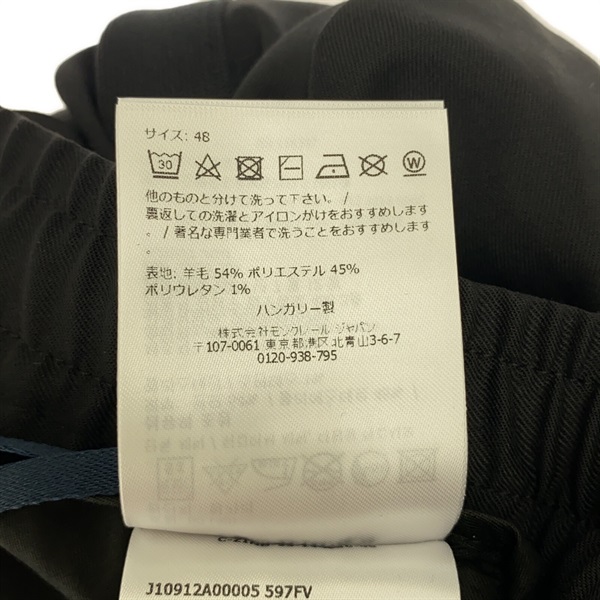 サイズ: 48
30
W
他のものと分けて洗って下さい。/
裏返しての洗濯とアイロンがけをおすすめします
。/ 著名な専門業者で洗うことをおすすめします
。
表地: 羊毛 54% ポリエステル 45%
ポリウレタン 1%
ハンガリー製
株式会社モンクレール ジャパン
〒107-0061 東京都港区北青山3-6-7
0120-938-795
J10912A00005 597FV